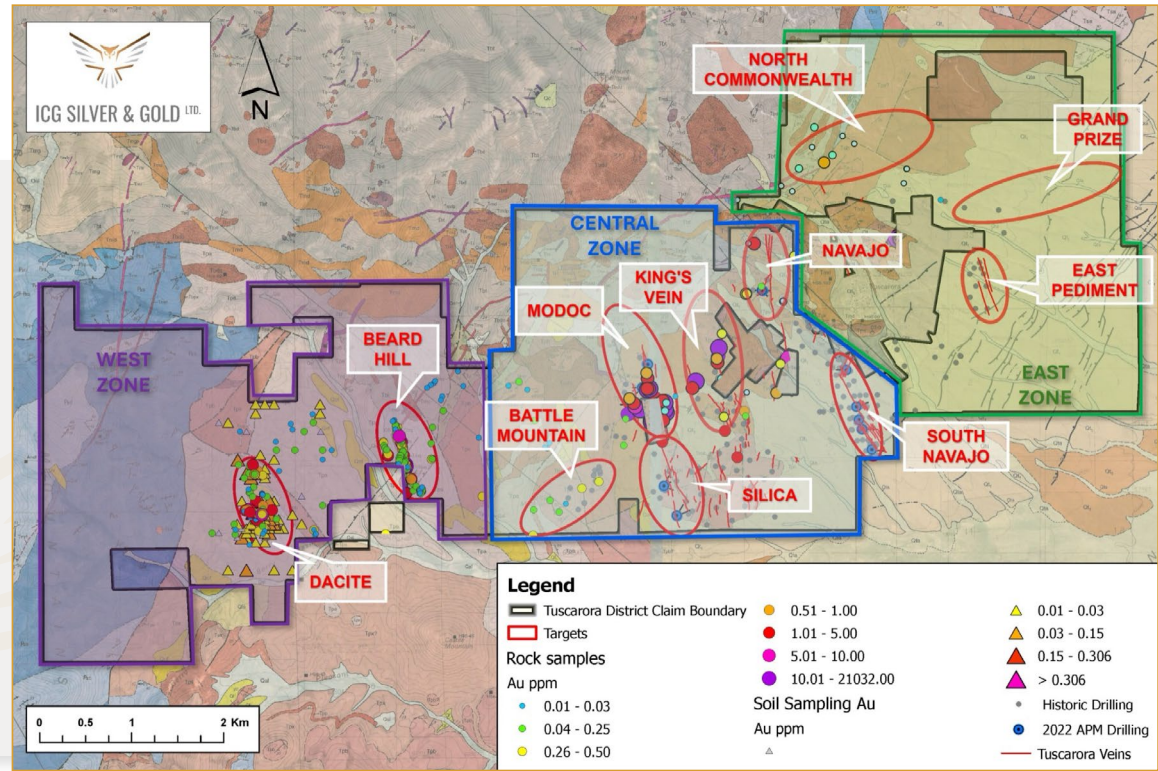 ICG SILVER & GOLD LTD.
N
NORTH
COMMONWEALTH
GRAND
PRIZE
CENTRAL
ZONE
NAVAJO
KING'S
VEIN
EAST
PEDIMENT
MODOC
BEARD
HILL
WEST
ZONE
EAST
ZONE
BATTLE
MOUNTAIN
SOUTH
NAVAJO
SILICA
DACITE
Legend
Tuscarora District Claim Boundary
Targets
Rock samples
Au ppm
0.01 - 0.03
0.04 - 0.25
0.26 - 0.50
0.51 - 1.00
1.01 - 5.00
5.01 - 10.00
10.01 - 21032.00
Soil Sampling Au
Au ppm
0.01 - 0.03
0.03 - 0.15
0.15 - 0.306
> 0.306
Historic Drilling
2022 APM Drilling
Tuscarora Veins
0 0.5 1 2 Km